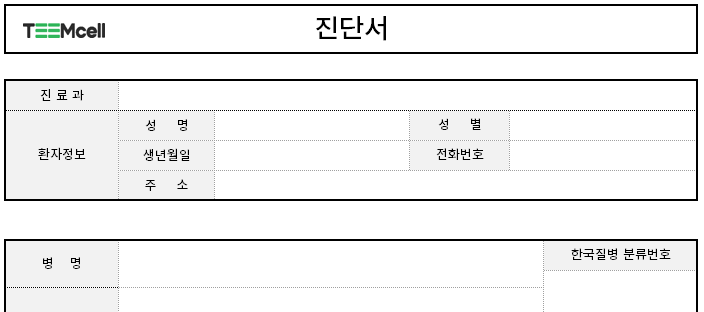 TEEMcell 진단서
진 료 과
환자정보 성 명 성 별
생년월일 전화번호
주 소
병 명 한국질병 분류번호